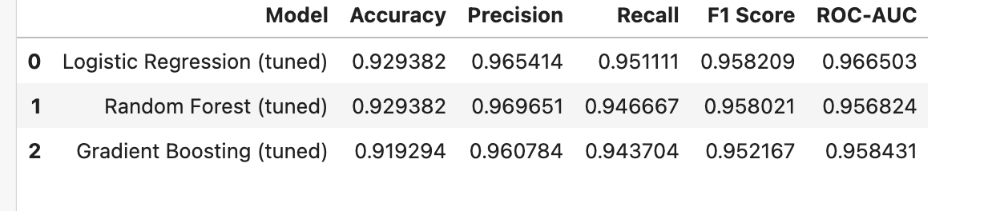 Model Accuracy Precision Recall F1 Score ROC-AUC
0 Logistic Regression (tuned) 0.929382 0.965414 0.951111 0.958209 0.966503
1 Random Forest (tuned) 0.929382 0.969651 0.946667 0.958021 0.956824
2 Gradient Boosting (tuned) 0.919294 0.960784 0.943704 0.952167 0.958431